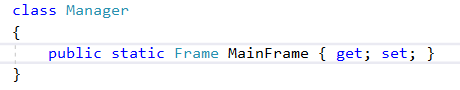 class Manager
{
    public static Frame MainFrame { get; set; }
}